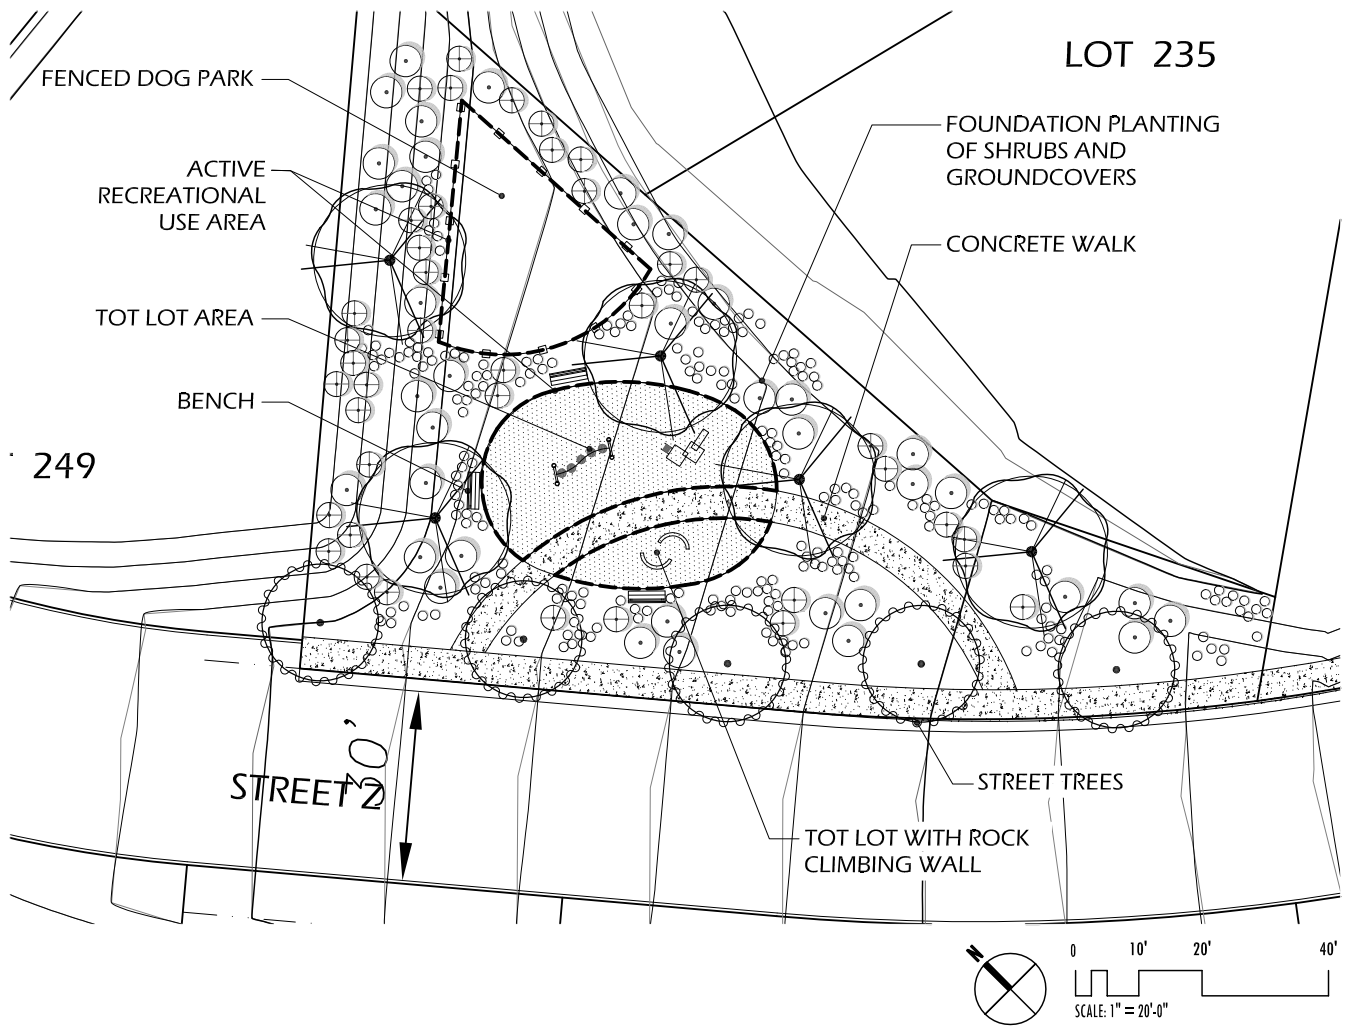 LOT 235
FENCED DOG PARK
FOUNDATION PLANTING
OF SHRUBS AND
GROUNDCOVERS
ACTIVE
RECREATIONAL
USE AREA
CONCRETE WALK
TOT LOT AREA
BENCH
249
30'
STREET Z
STREET TREES
TOT LOT WITH ROCK
CLIMBING WALL
N
0 10' 20' 40'
SCALE: 1" = 20'-0"